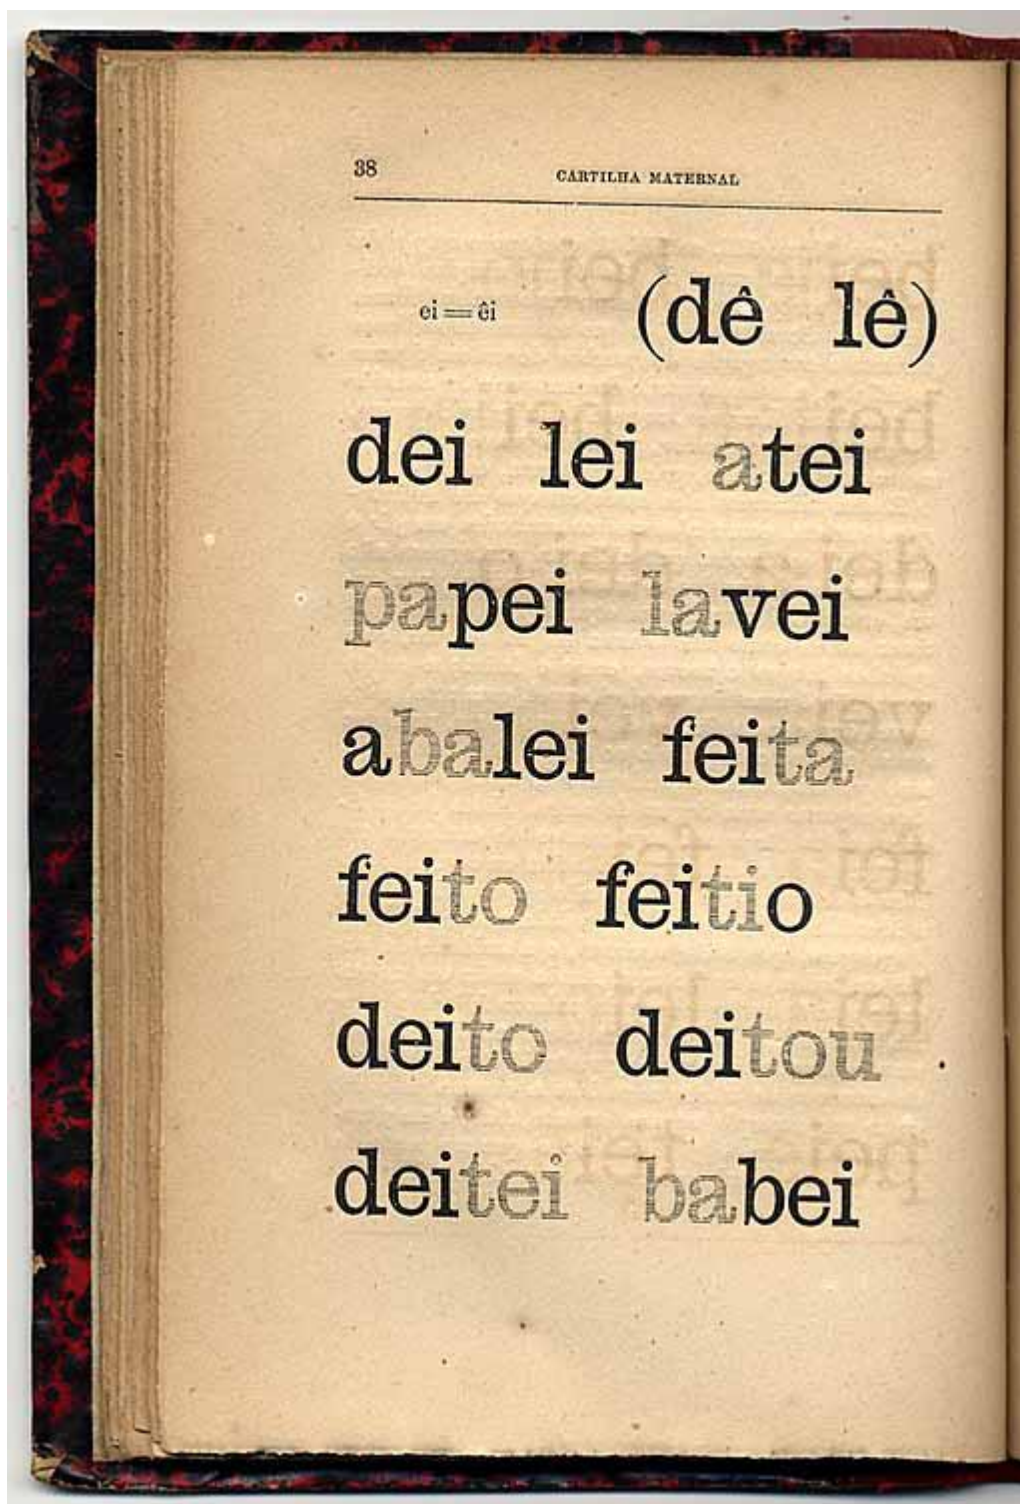 38 CARTILHA MATERNAL
ei = êi (dê lê)
dei lei atei
papei lavei
abalei feita
feito feitio
deito deitou
deitei babei